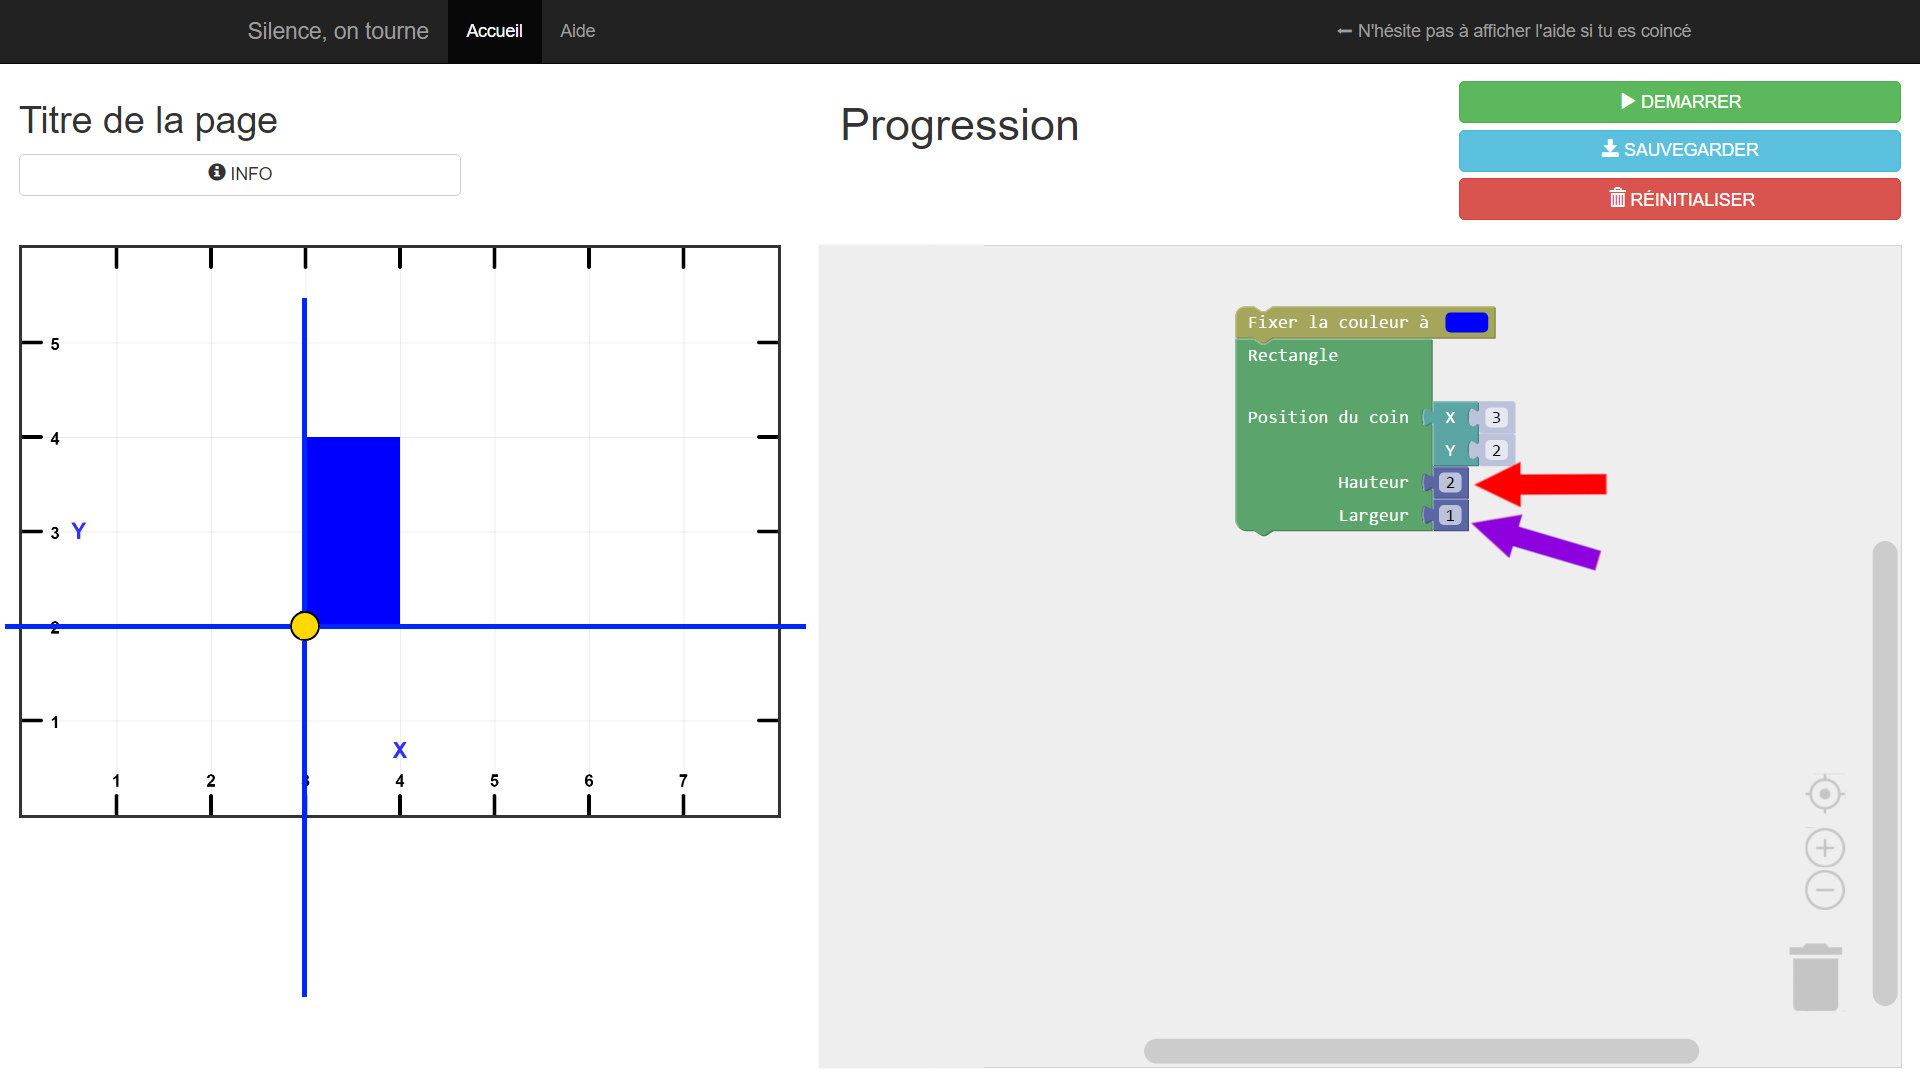 Silence, on tourne
Accueil
Aide
N'hésite pas à afficher l'aide si tu es coincé
Titre de la page
INFO
Progression
DEMARRER
SAUVEGARDER
RÉINITIALISER
5
4
3 Y
2
1
X
1 2 3 4 5 6 7
Fixer la couleur à
Rectangle
Position du coin X 3
Y 2
Hauteur 2
Largeur 1